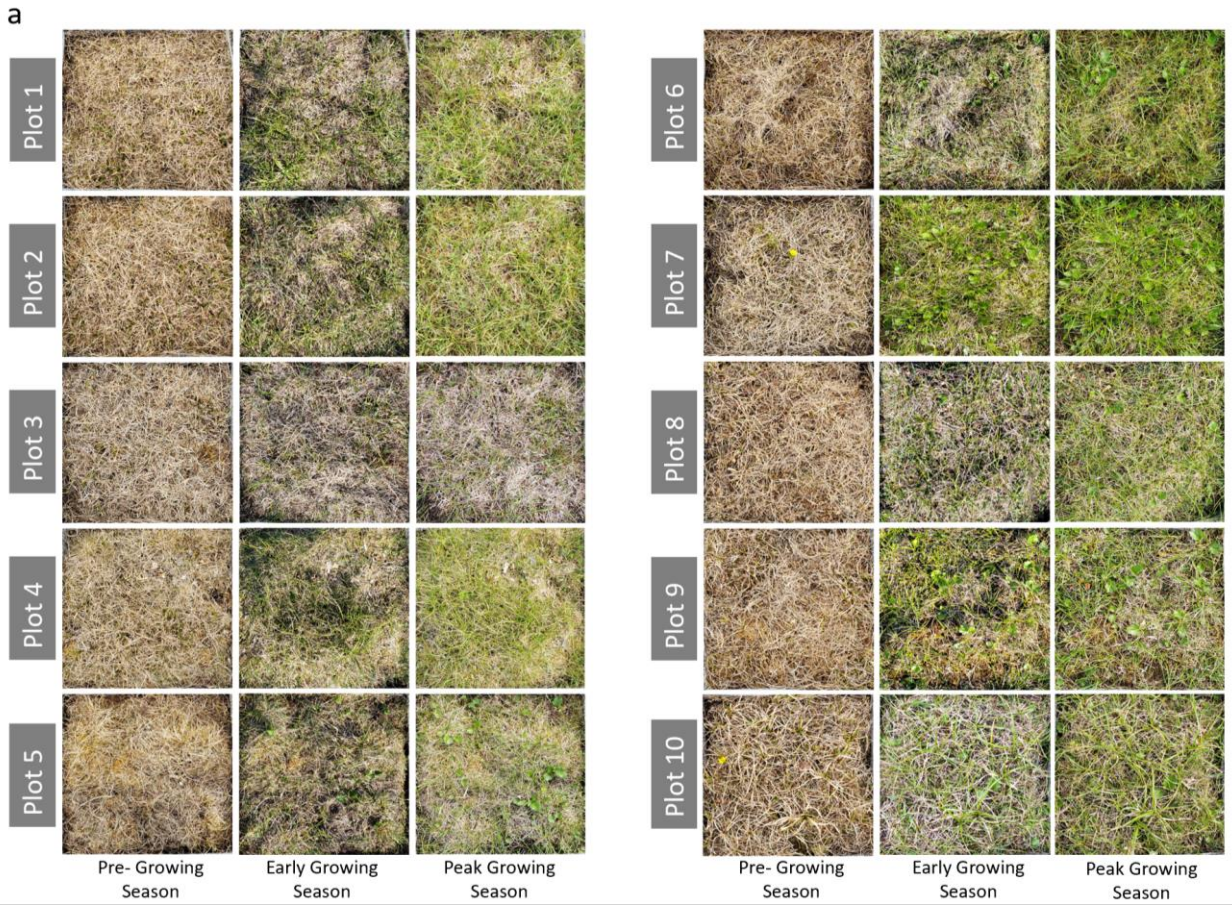 a
Plot 1
Plot 2
Plot 3
Plot 4
Plot 5
Pre- Growing
Season
Early Growing
Season
Peak Growing
Season
Plot 6
Plot 7
Plot 8
Plot 9
Plot 10
Pre- Growing
Season
Early Growing
Season
Peak Growing
Season